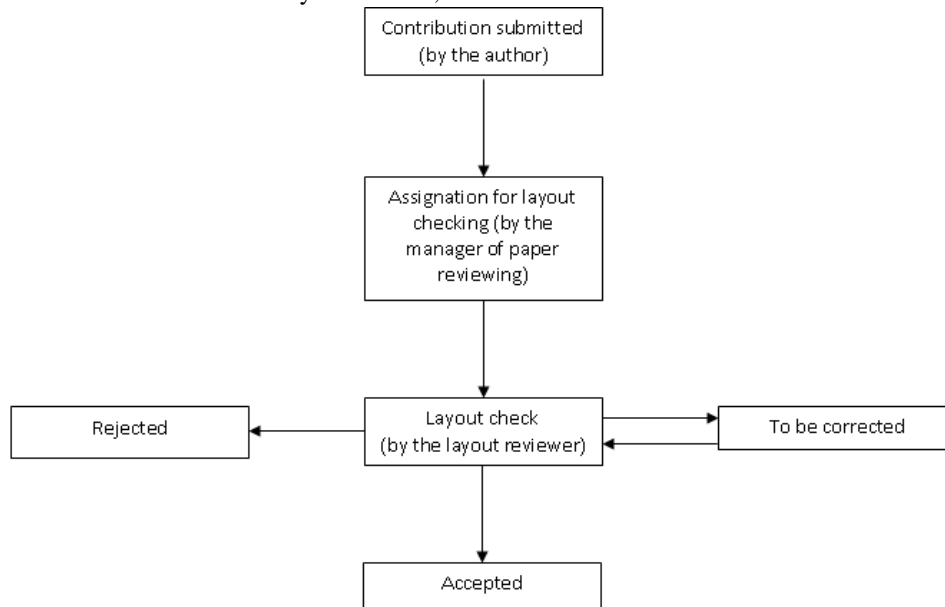 Contribution submitted
(by the author)
Assignation for layout
checking (by the
manager of paper
reviewing)
Rejected
Layout check
(by the layout reviewer)
To be corrected
Accepted